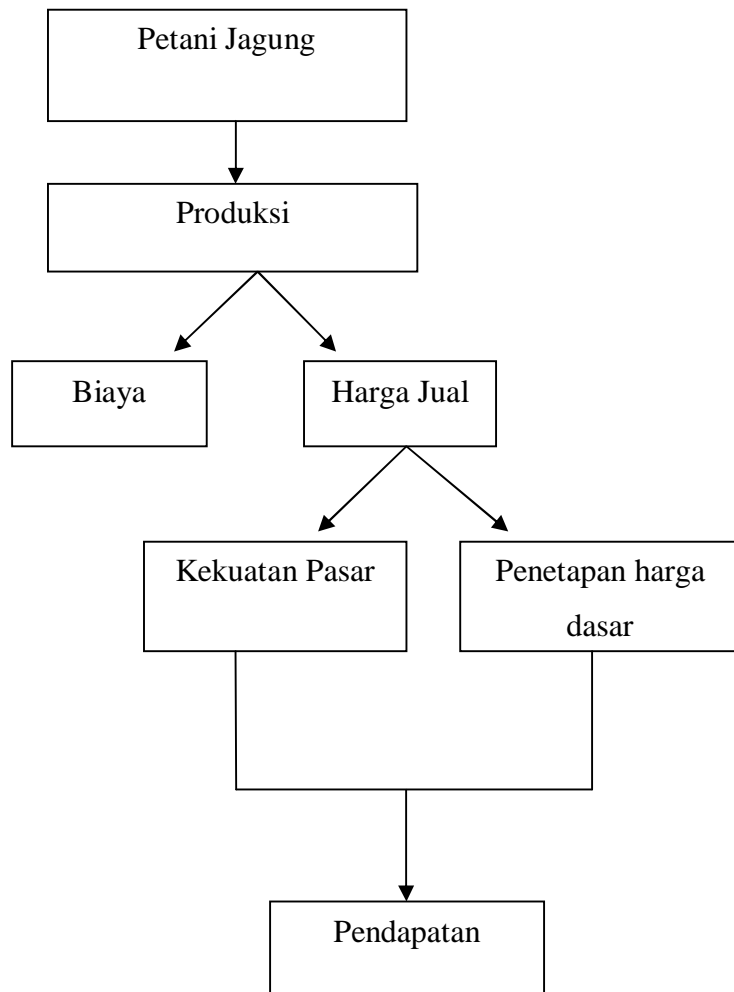 Petani Jagung
Produksi
Biaya
Harga Jual
Kekuatan Pasar
Penetapan harga
dasar
Pendapatan